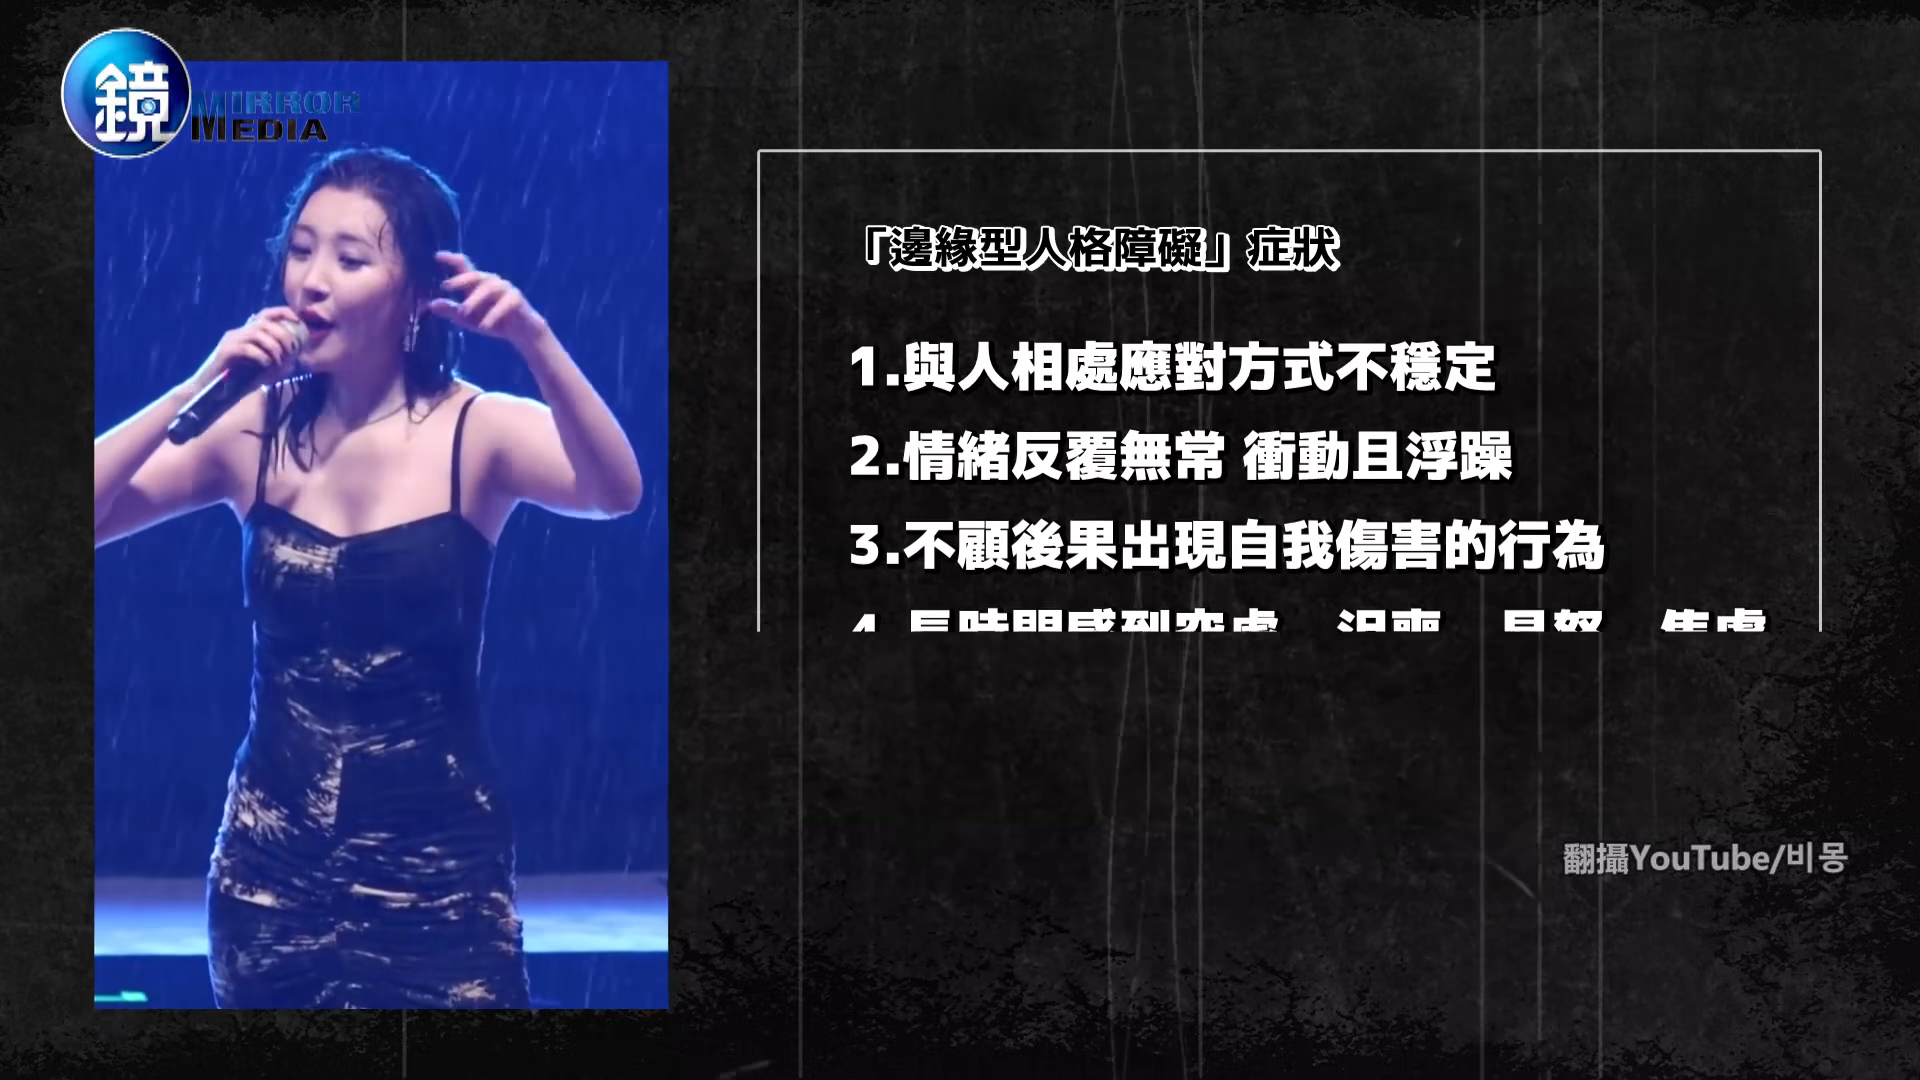 鏡
MIRROR
MEDIA
「邊緣型人格障礙」症狀
1.與人相處應對方式不穩定
2.情緒反覆無常 衝動且浮躁
3.不顧後果出現自我傷害的行為
翻攝YouTube/비몽